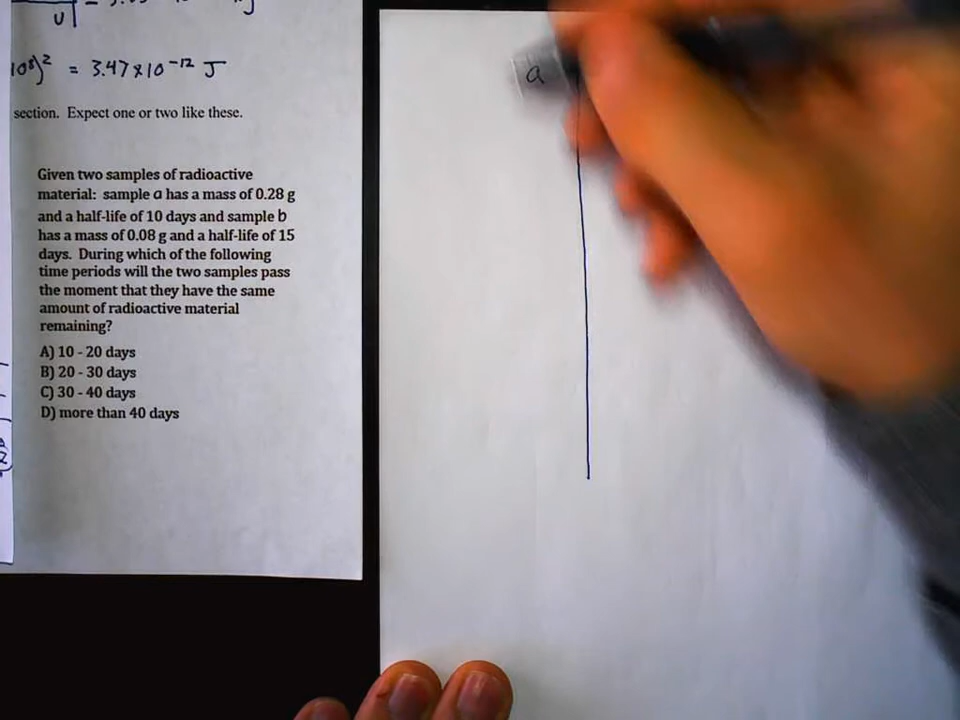 10⁸)² = 3.47 x 10⁻¹² J
section. Expect one or two like these.
Given two samples of radioactive
material: sample a has a mass of 0.28 g
and a half-life of 10 days and sample b
has a mass of 0.08 g and a half-life of 15
days. During which of the following
time periods will the two samples pass
the moment that they have the same
amount of radioactive material
remaining?
A) 10 - 20 days
B) 20 - 30 days
C) 30 - 40 days
D) more than 40 days
a